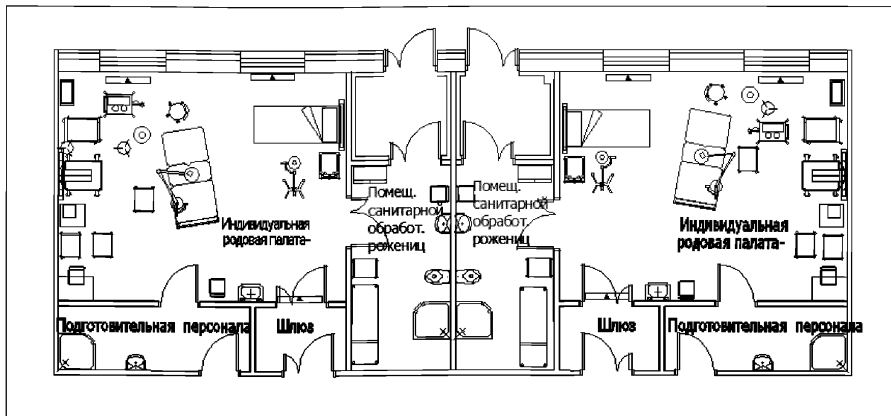 Помещ.
санитарной
обработ.
рожениц
Помещ.
санитарной
обработ.
рожениц
Индивидуальная
родовая палата-
Индивидуальная
родовая палата-
Подготовительная персонала
Шлюз
Шлюз
Подготовительная персонала